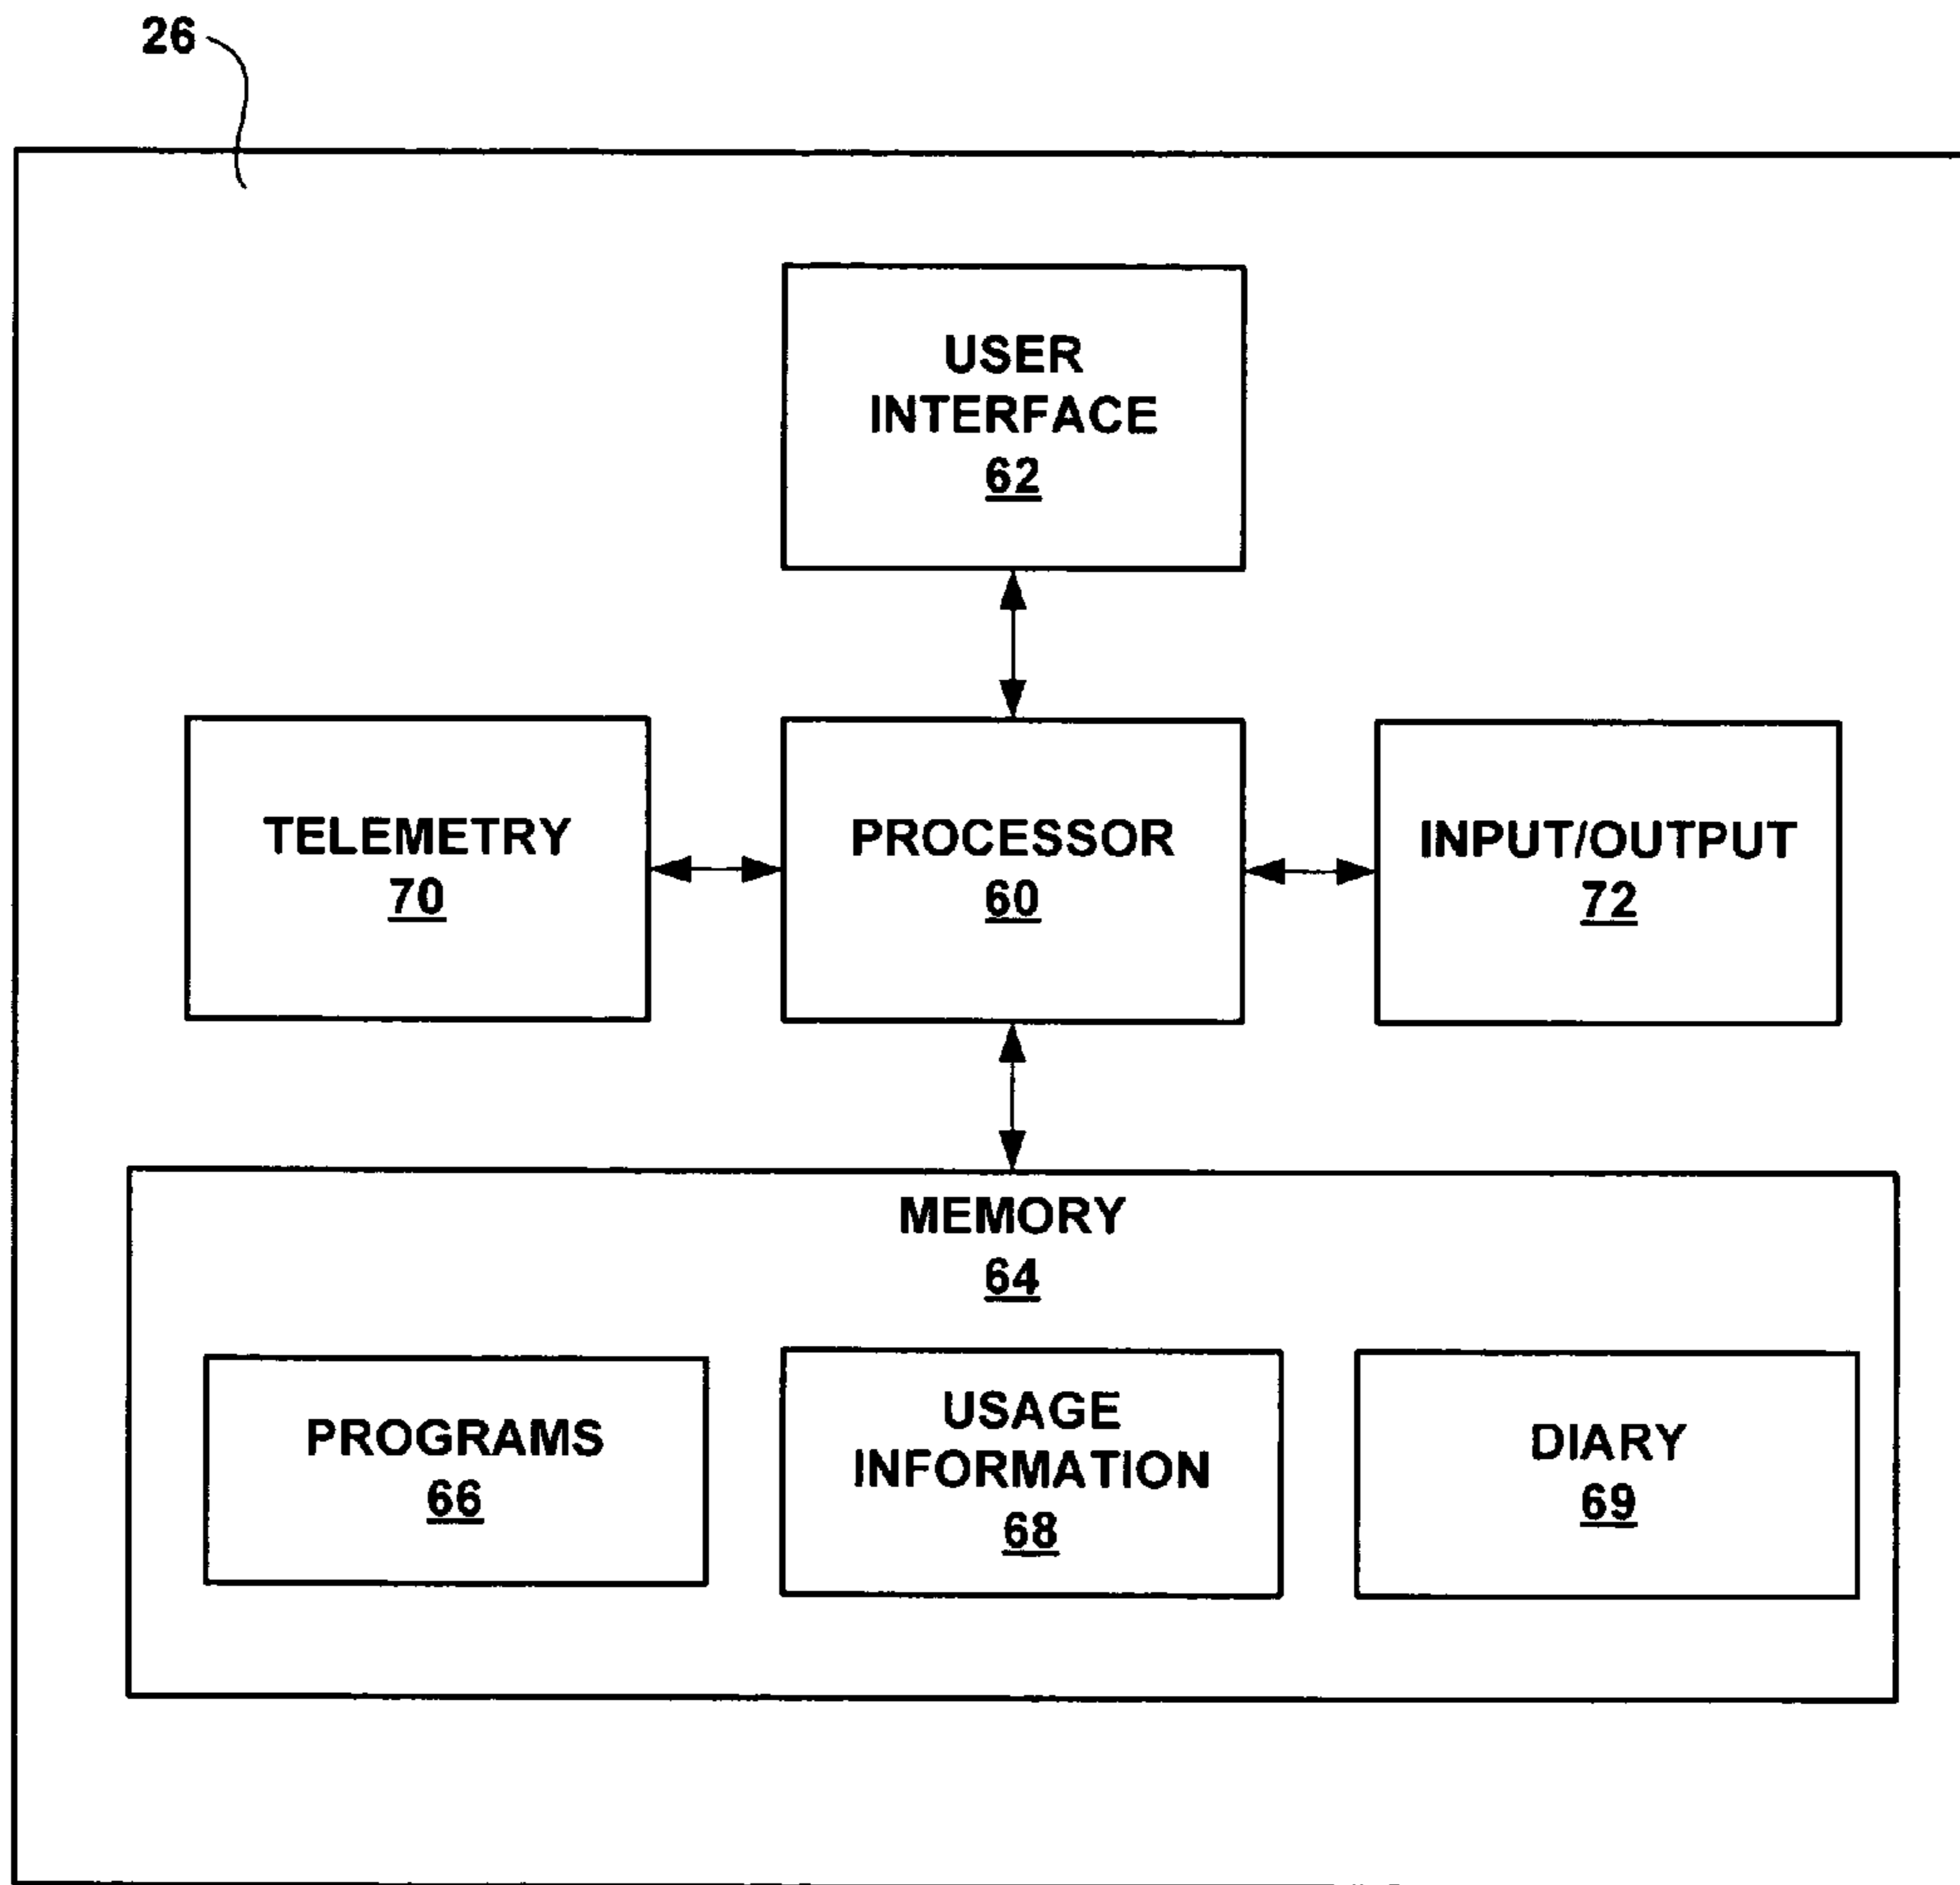 26
USER
INTERFACE
62
TELEMETRY
70
PROCESSOR
60
INPUT/OUTPUT
72
MEMORY
64
PROGRAMS
66
USAGE
INFORMATION
68
DIARY
69